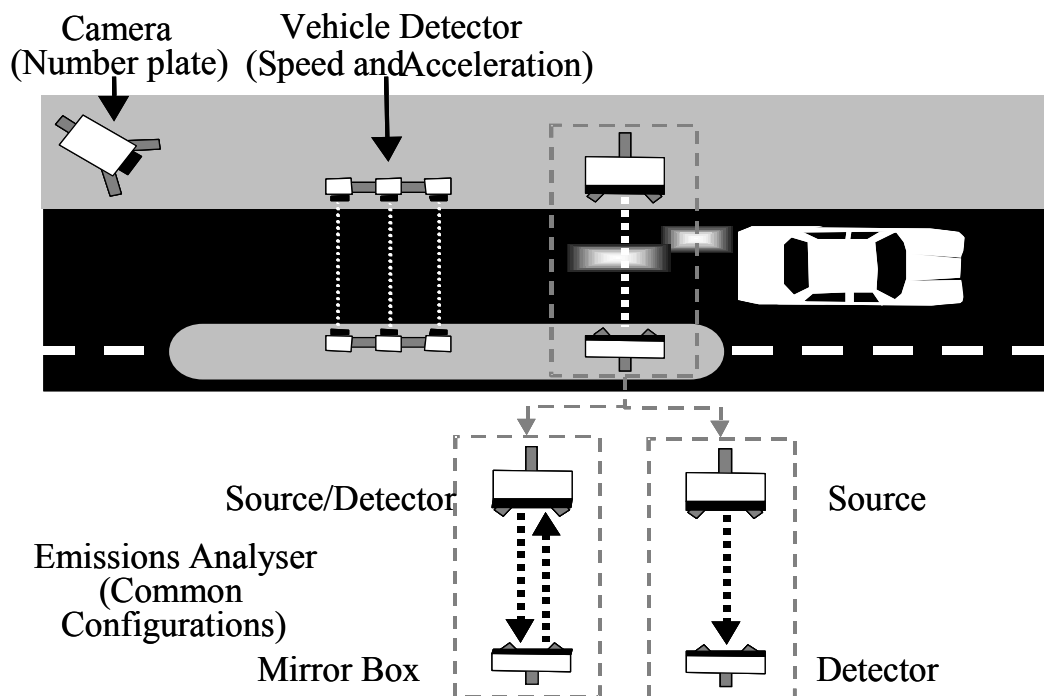 Camera
(Number plate)
Vehicle Detector
(Speed andAcceleration)
Source/Detector
Source
Emissions Analyser
(Common
Configurations)
Mirror Box
Detector